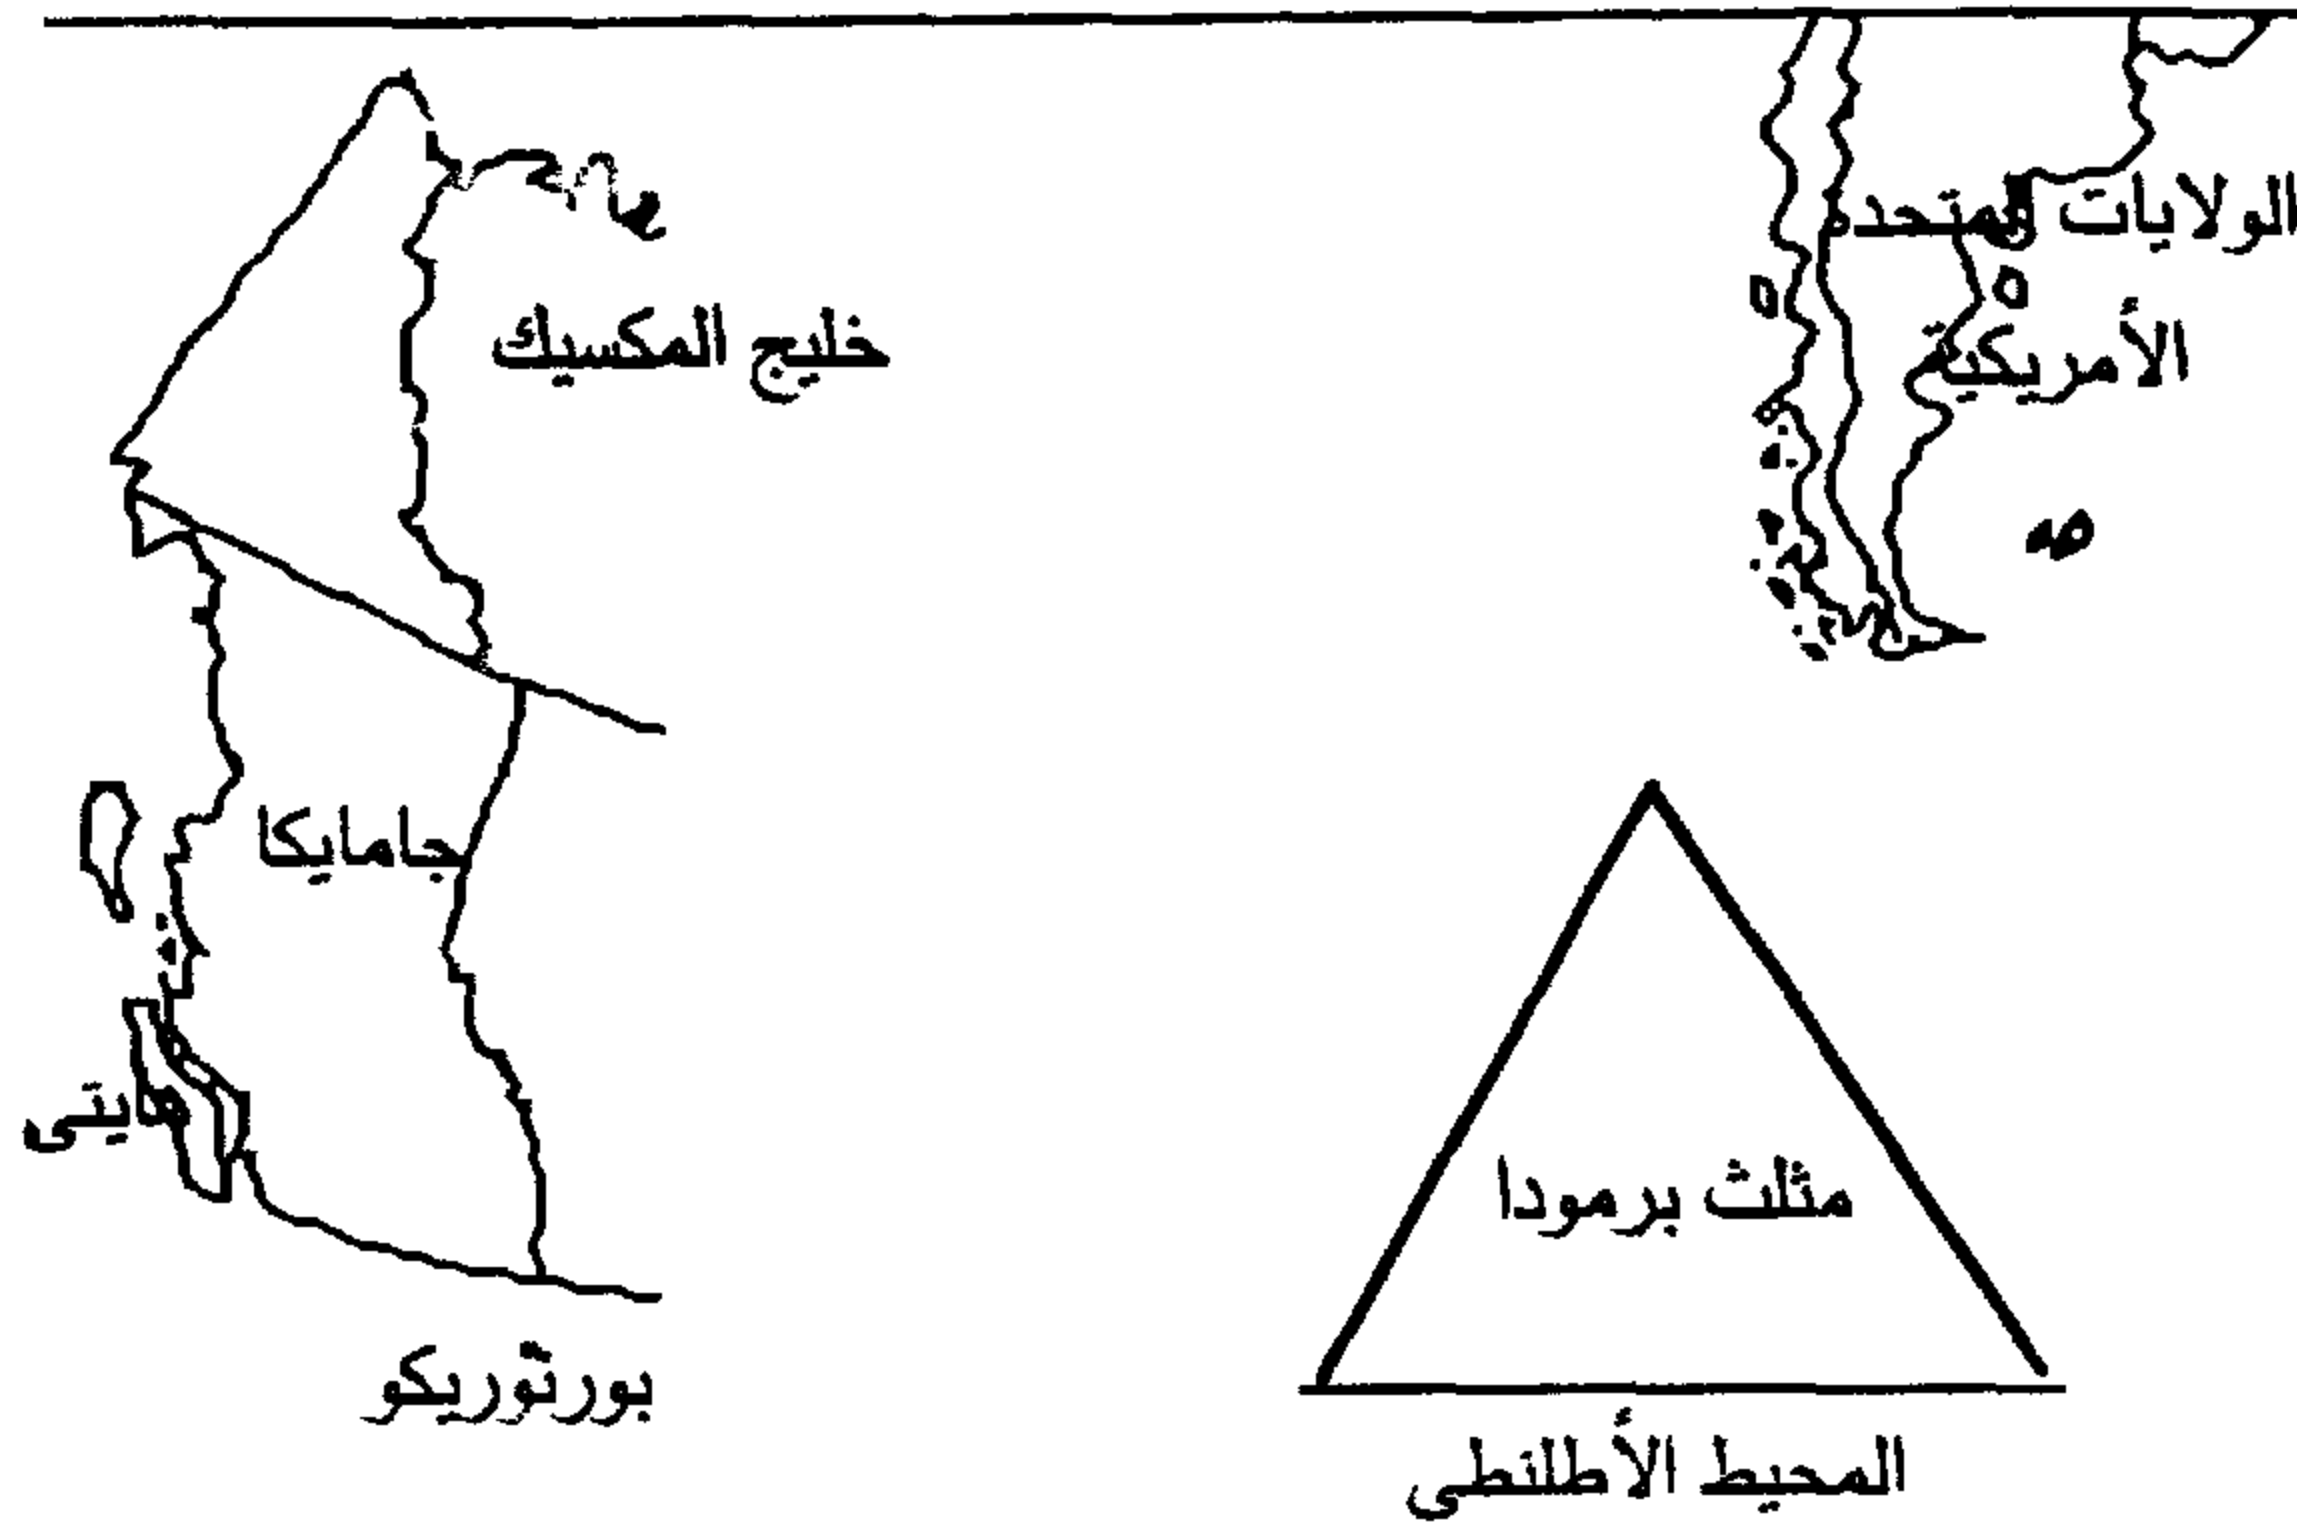 الولايات المتحدة
الأمريكية
خليج المكسيك
جامايكا
هايتى
مثلث برمودا
بورتوريكو
المحيط الأطلنطى